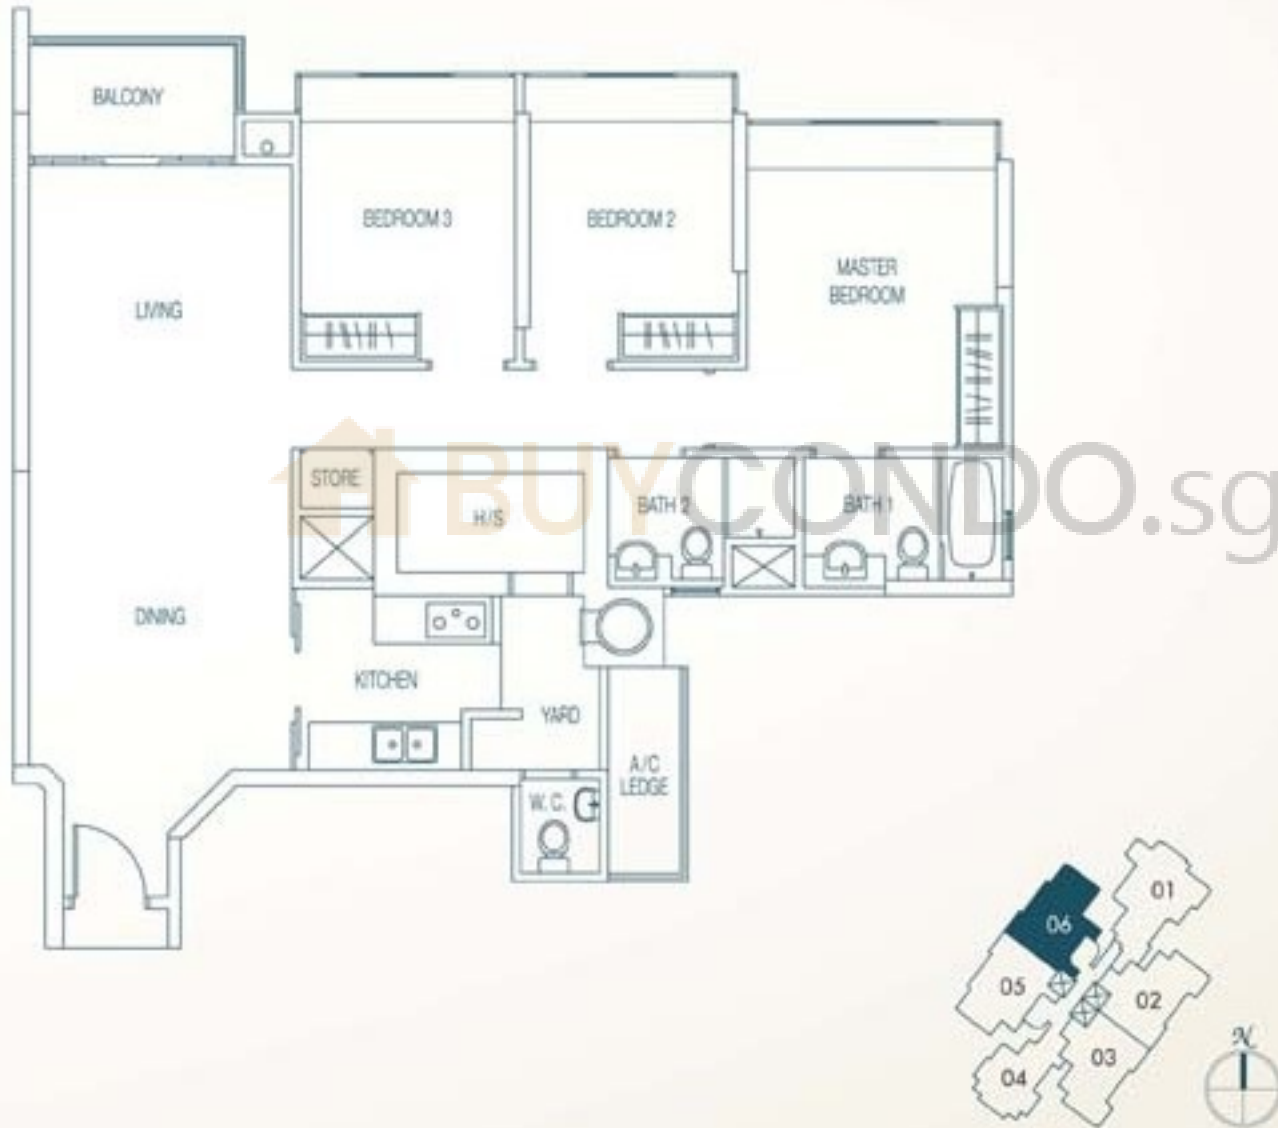 BALCONY
BEDROOM 3
BEDROOM 2
MASTER
BEDROOM
LIVING
STORE
H/S
BATH 2
BATH 1
BUYCONDO.sg
DINING
KITCHEN
YARD
A/C
LEDGE
W. C.
01
06
05
02
03
04
N